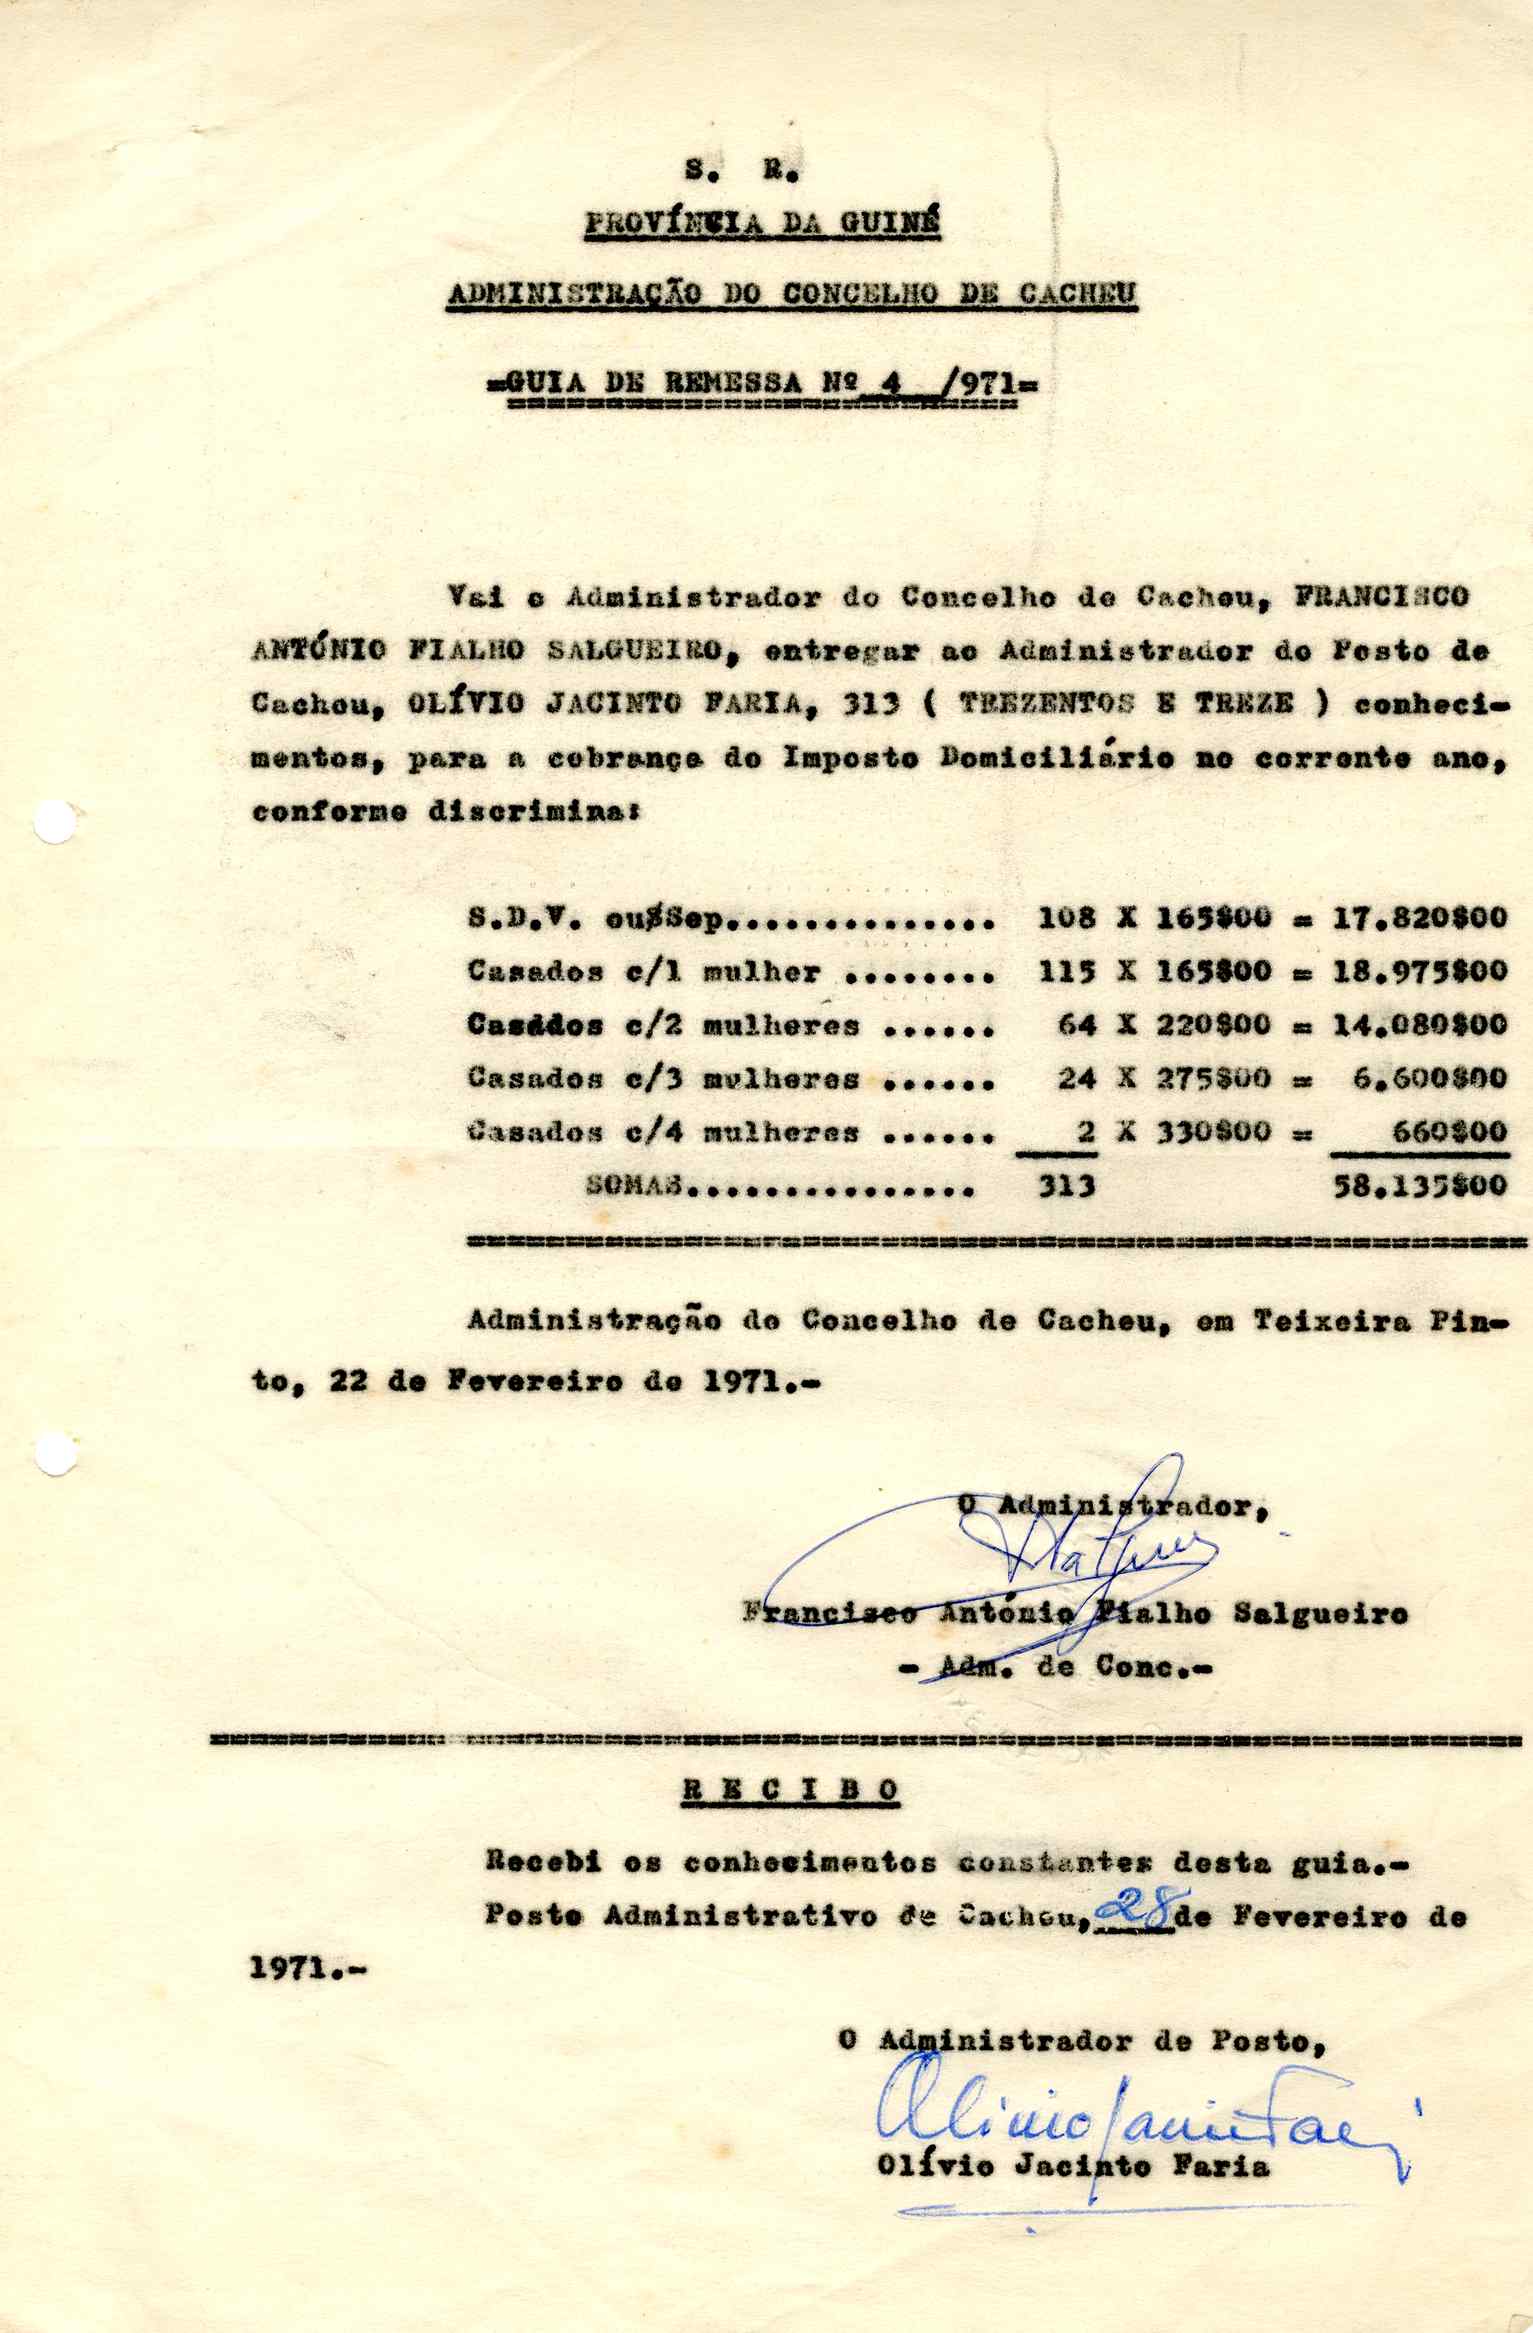 S. R.
PROVÍNCIA DA GUINÉ
ADMINISTRAÇÃO DO CONCELHO DE CACHEU
=GUIA DE REMESSA Nº 4 /971=
Vai o Administrador do Concelho de Cacheu, FRANCISCO
ANTÓNIO FIALHO SALGUEIRO, entregar ao Administrador do Posto de
Cacheu, OLÍVIO JACINTO FARIA, 313 ( TREZENTOS E TREZE ) conheci-
mentos, para a cobrança do Imposto Domiciliário no corrente ano,
conforme discrimina:
S.D.V. ou Sep.............. 108 X 165$00 = 17.820$00
Casados c/1 mulher ........ 115 X 165$00 = 18.975$00
Casados c/2 mulheres ...... 64 X 220$00 = 14.080$00
Casados c/3 mulheres ...... 24 X 275$00 = 6.600$00
Casados c/4 mulheres ...... 2 X 330$00 = 660$00
SOMAS............... 313 58.135$00
Administração do Concelho de Cacheu, em Teixeira Pin-
to, 22 de Fevereiro de 1971.-
O Administrador,
Francisco António Fialho Salgueiro
- Adm. de Conc.-
R E C I B O
Recebi os conhecimentos constantes desta guia.-
Posto Administrativo de Cacheu, 28 de Fevereiro de
1971.-
O Administrador de Posto,
Olívio Jacinto Faria